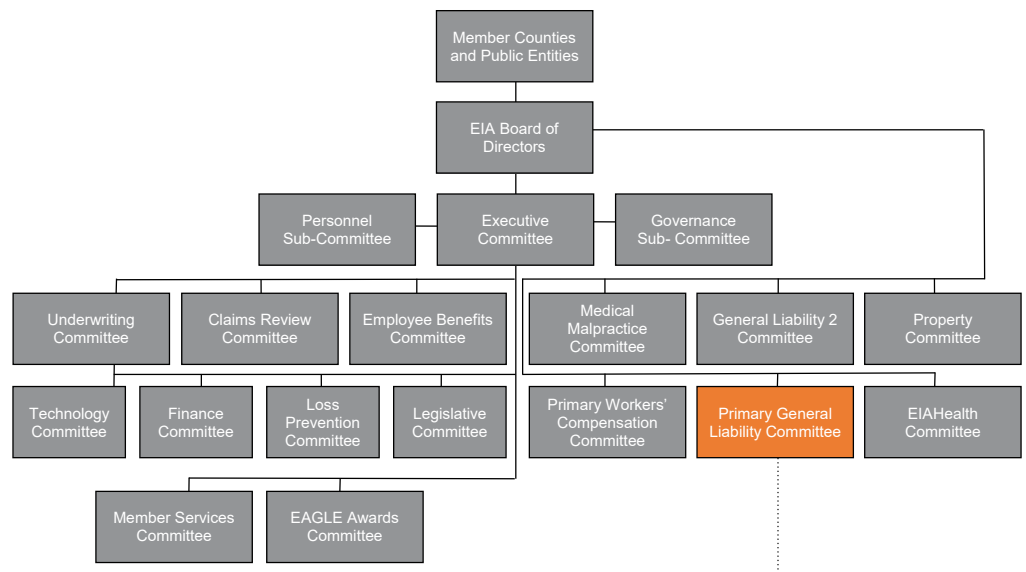 Member Counties
and Public Entities
EIA Board of
Directors
Personnel
Sub-Committee
Executive
Committee
Governance
Sub- Committee
Underwriting
Committee
Claims Review
Committee
Employee Benefits
Committee
Medical
Malpractice
Committee
General Liability 2
Committee
Property
Committee
Technology
Committee
Finance
Committee
Loss
Prevention
Committee
Legislative
Committee
Primary Workers’
Compensation
Committee
Primary General
Liability Committee
EIAHealth
Committee
Member Services
Committee
EAGLE Awards
Committee